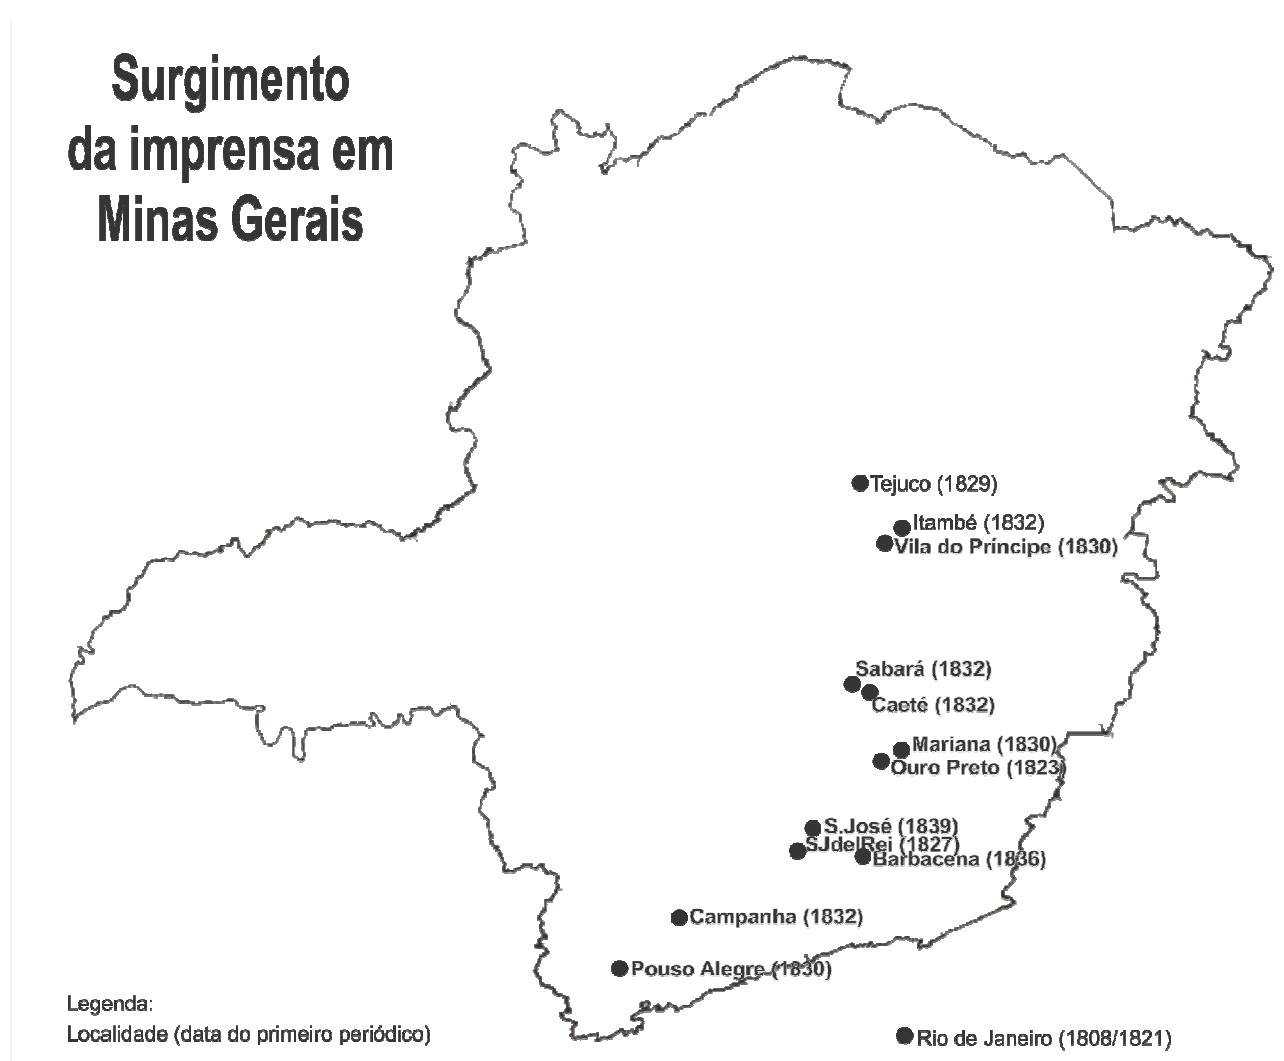 Surgimento
da imprensa em
Minas Gerais
Tejuco (1829)
Itambé (1832)
Vila do Príncipe (1830)
Sabará (1832)
Caeté (1832)
Mariana (1830)
Ouro Preto (1823)
S.José (1839)
SJdelRei (1827)
Barbacena (1836)
Campanha (1832)
Pouso Alegre (1830)
Legenda:
Localidade (data do primeiro periódico)
Rio de Janeiro (1808/1821)